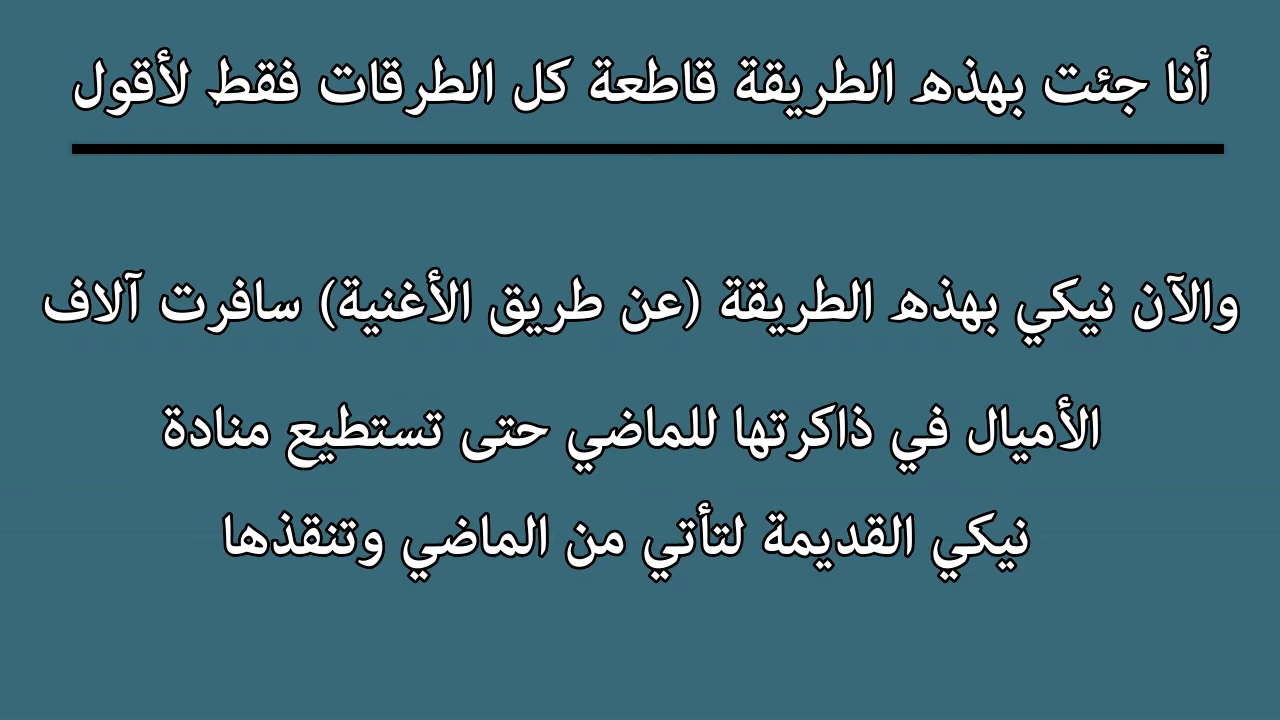 أنا جئت بهذه الطريقة قاطعة كل الطرقات فقط لأقول
والآن نيكي بهذه الطريقة (عن طريق الأغنية) سافرت آلاف
الأميال في ذاكرتها للماضي حتى تستطيع منادة
نيكي القديمة لتأتي من الماضي وتنقذها